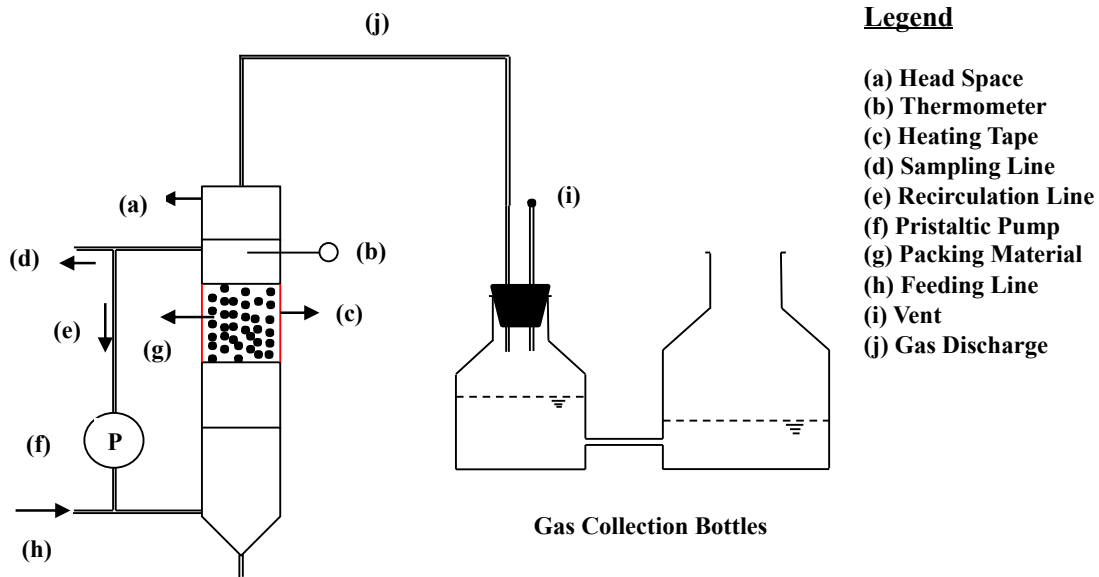 (j)
Legend
(a) Head Space
(b) Thermometer
(c) Heating Tape
(d) Sampling Line
(e) Recirculation Line
(f) Pristaltic Pump
(g) Packing Material
(h) Feeding Line
(i) Vent
(j) Gas Discharge
(a)
(i)
(d)
(b)
(e)
(g)
(c)
(f)
P
(h)
Gas Collection Bottles